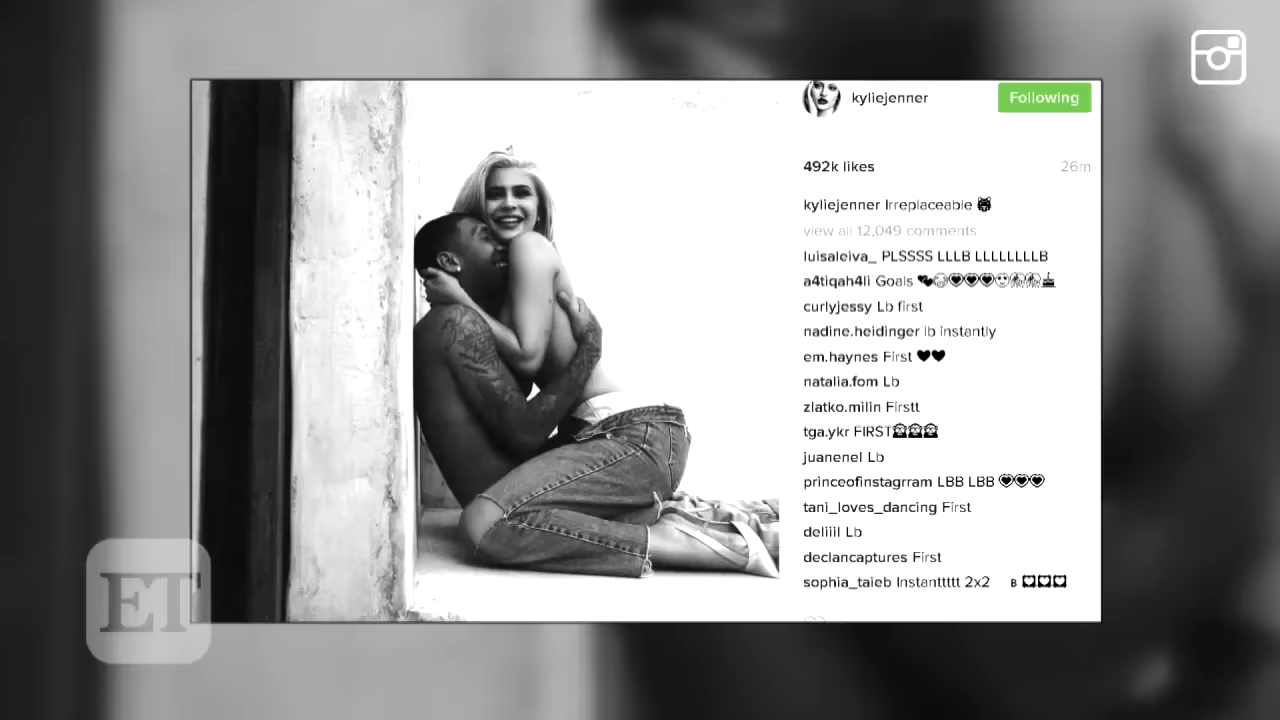 kyliejenner
Following
492k likes
26m
kyliejenner Irreplaceable
view all 12,049 comments
luisaleiva_ PLSSSS LLLB LLLLLLLLB
a4tiqah4li Goals
curlyjessy Lb first
nadine.heidinger lb instantly
em.haynes First 🖤🖤
natalia.fom Lb
zlatko.milin Firstt
tga.ykr FIRST
juanenel Lb
princeofinstagrram LBB LBB
tani_loves_dancing First
deliiil Lb
declancaptures First
sophia_taieb Instanttttt 2x2 B
ET